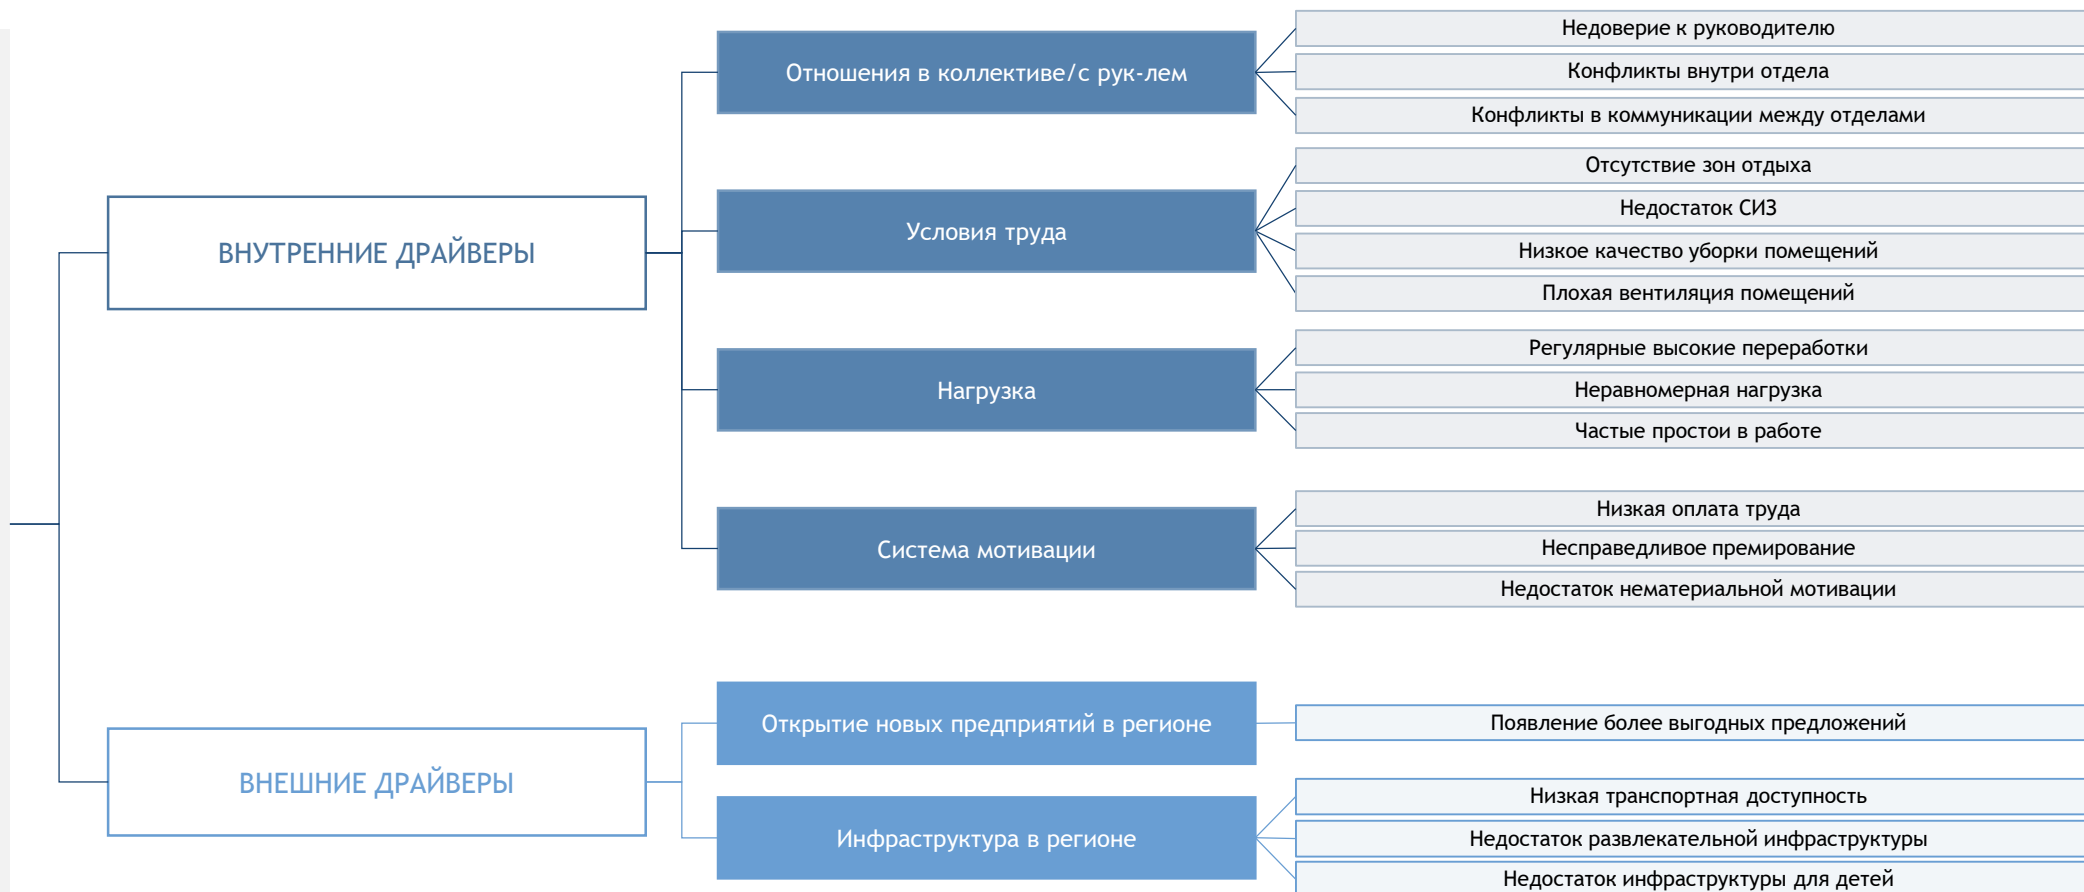 Отношения в коллективе/с рук-лем
Недоверие к руководителю
Конфликты внутри отдела
Конфликты в коммуникации между отделами
ВНУТРЕННИЕ ДРАЙВЕРЫ
Условия труда
Отсутствие зон отдыха
Недостаток СИЗ
Низкое качество уборки помещений
Плохая вентиляция помещений
Нагрузка
Регулярные высокие переработки
Неравномерная нагрузка
Частые простои в работе
Система мотивации
Низкая оплата труда
Несправедливое премирование
Недостаток нематериальной мотивации
ВНЕШНИЕ ДРАЙВЕРЫ
Открытие новых предприятий в регионе
Появление более выгодных предложений
Инфраструктура в регионе
Низкая транспортная доступность
Недостаток развлекательной инфраструктуры
Недостаток инфраструктуры для детей